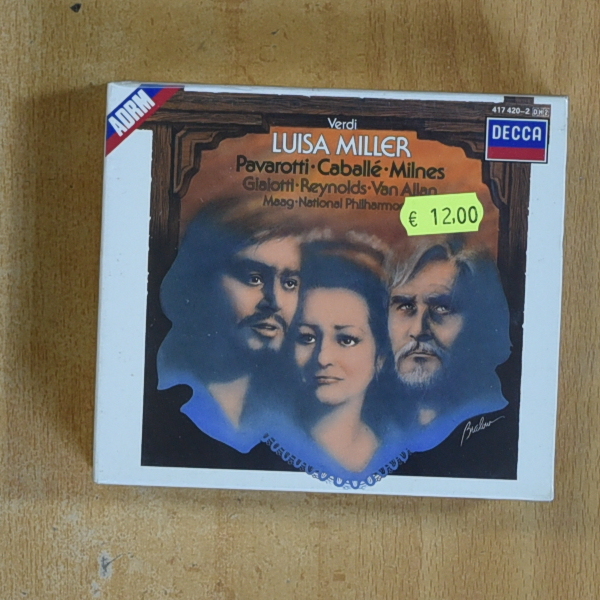 ADRM
417 420-2 DH2
DECCA
Verdi
LUISA MILLER
Pavarotti · Caballé · Milnes
Giaiotti · Reynolds · Van Allan
Maag · National Philharmo
€ 12,00